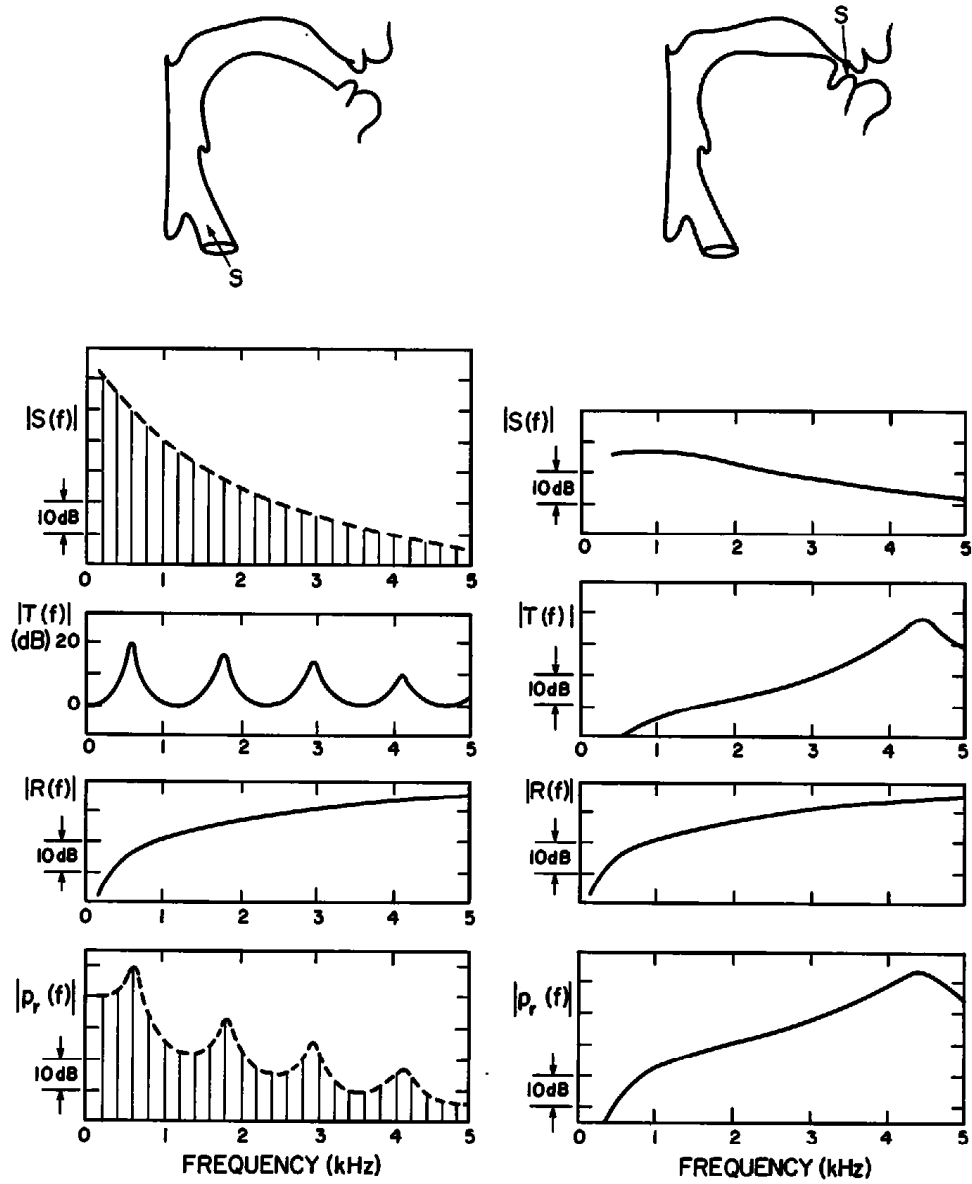 S
S
|S(f)|
10dB
0 1 2 3 4 5
|T(f)|
(dB) 20
0
0 1 2 3 4 5
|R(f)|
10dB
0 1 2 3 4 5
|pr (f)|
10dB
0 1 2 3 4 5
FREQUENCY (kHz)
|S(f)|
10dB
0 1 2 3 4 5
|T(f)|
10dB
0 1 2 3 4 5
|R(f)|
10dB
0 1 2 3 4 5
|pr (f)|
10dB
0 1 2 3 4 5
FREQUENCY (kHz)